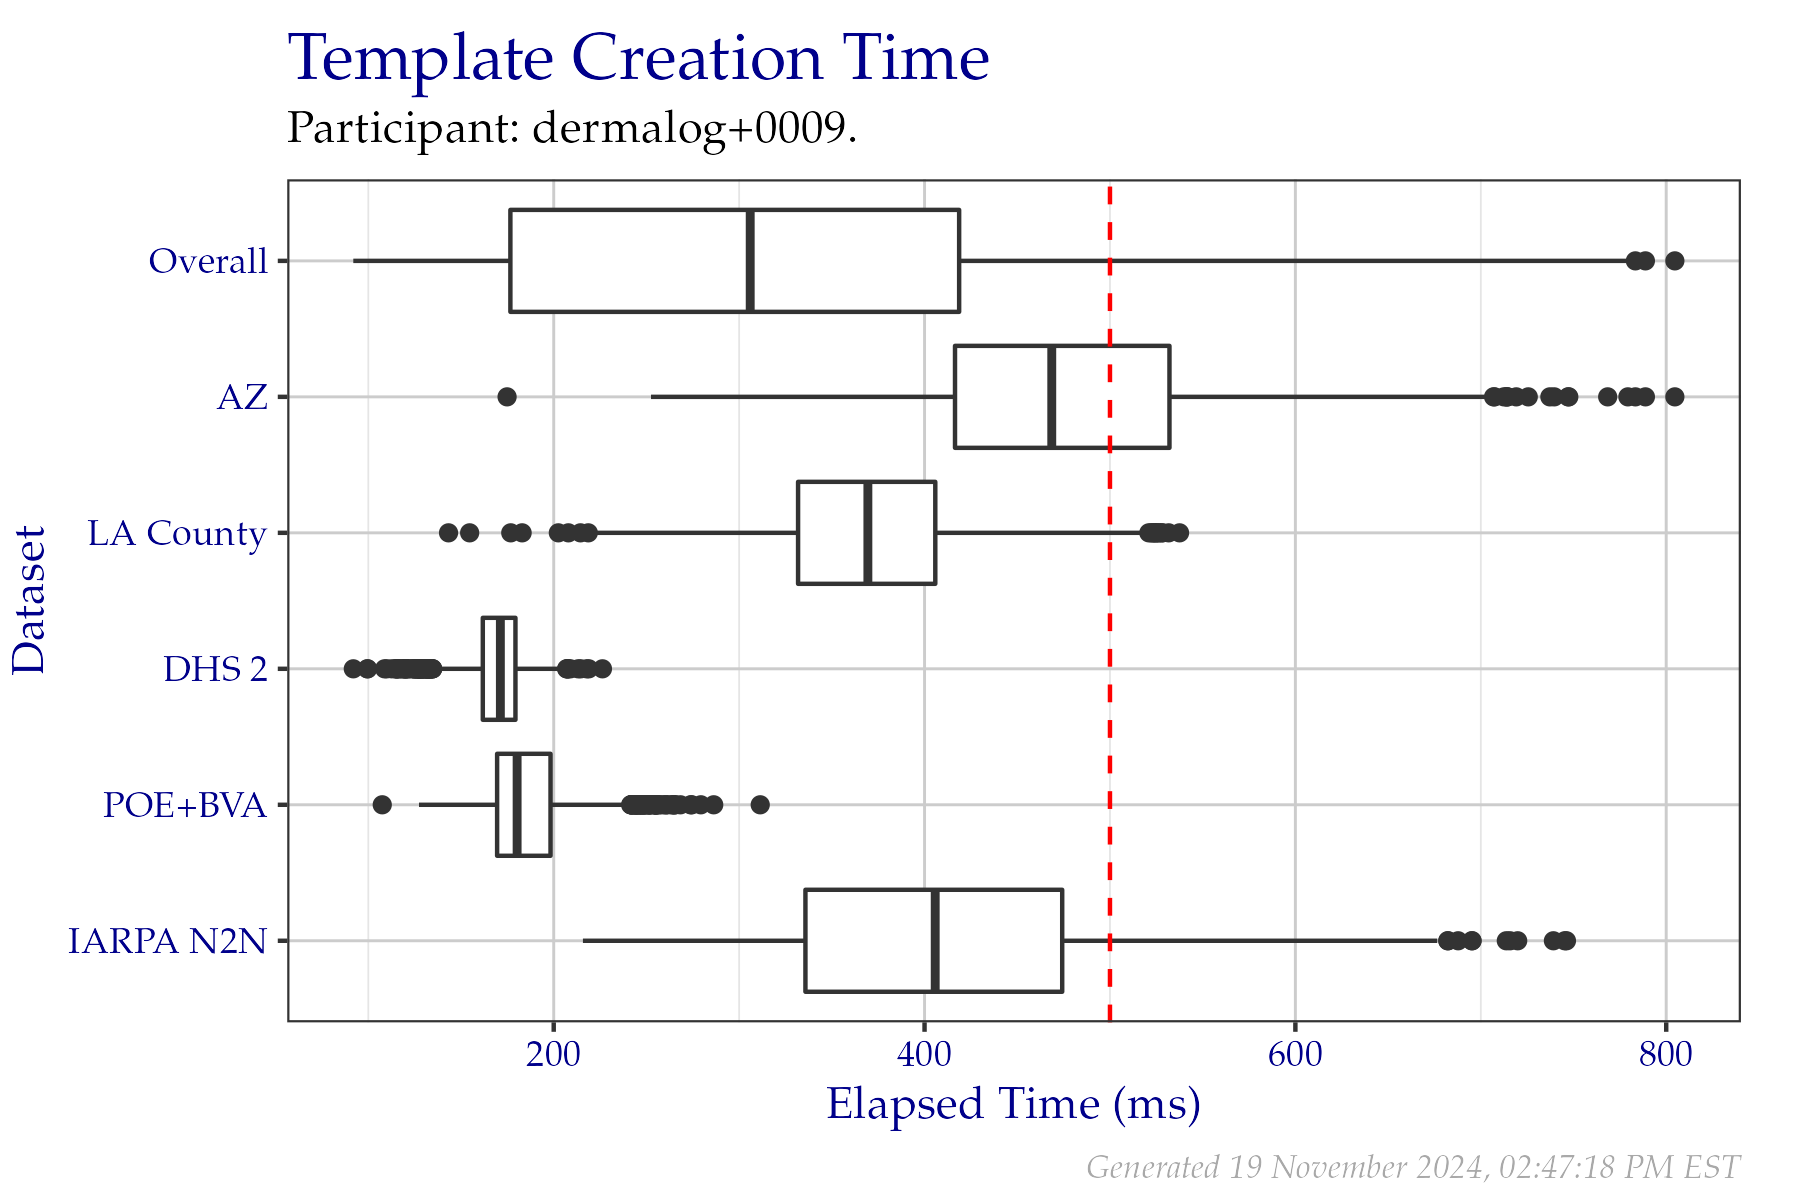 Template Creation Time
Participant: dermalog+0009.
Dataset
Overall
AZ
LA County
DHS 2
POE+BVA
IARPA N2N
200 400 600 800
Elapsed Time (ms)
Generated 19 November 2024, 02:47:18 PM EST